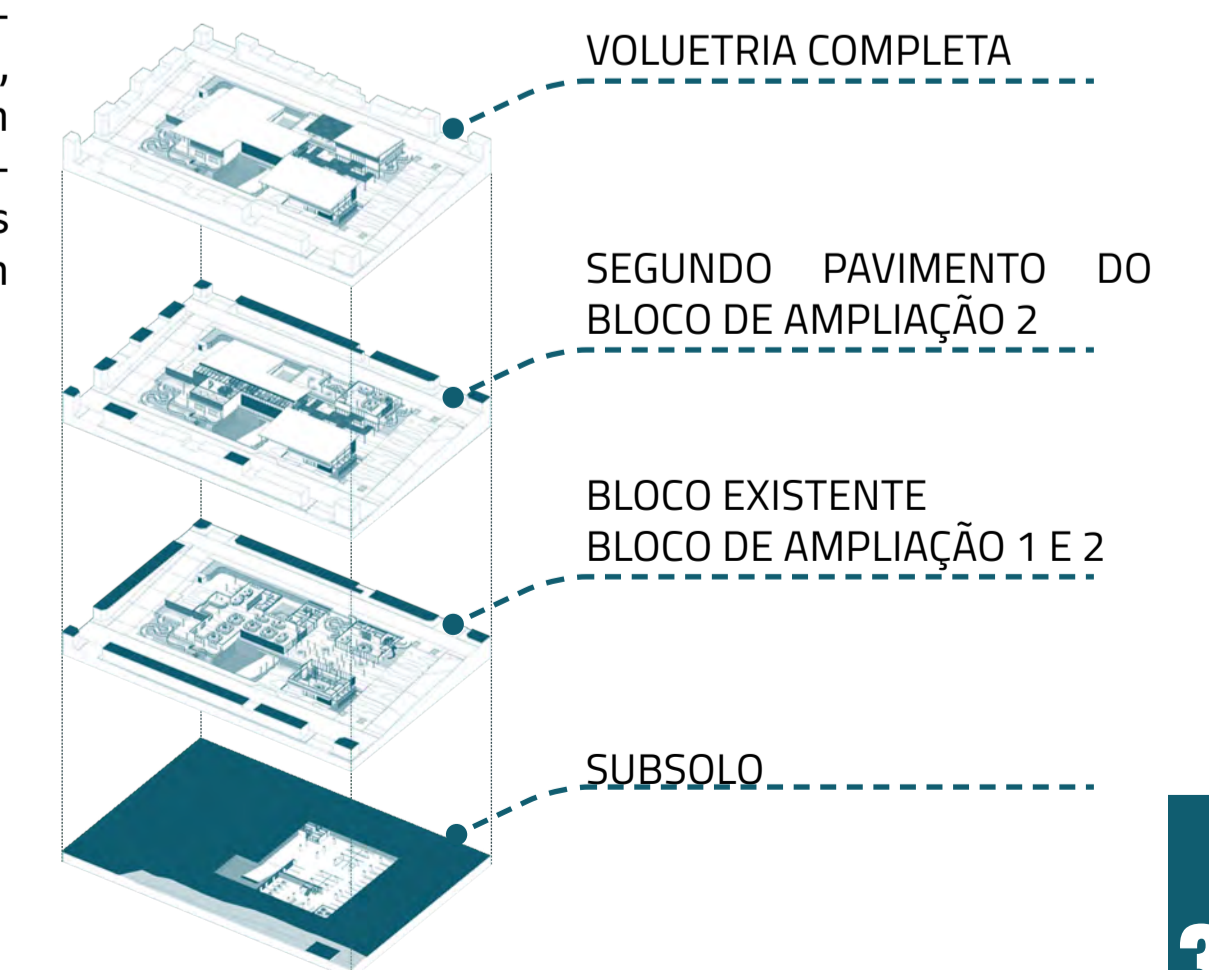 VOLUETRIA COMPLETA
SEGUNDO PAVIMENTO DO
BLOCO DE AMPLIAÇÃO 2
BLOCO EXISTENTE
BLOCO DE AMPLIAÇÃO 1 E 2
SUBSOLO